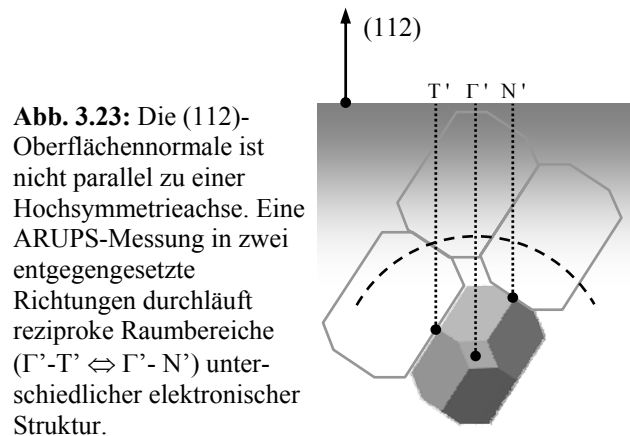 (112)
T' Γ' N'
Abb. 3.23: Die (112)-
Oberflächennormale ist
nicht parallel zu einer
Hochsymmetrieachse. Eine
ARUPS-Messung in zwei
entgegengesetzte
Richtungen durchläuft
reziproke Raumbereiche
(Γ'-T' ⇔ Γ'- N') unter-
schiedlicher elektronischer
Struktur.